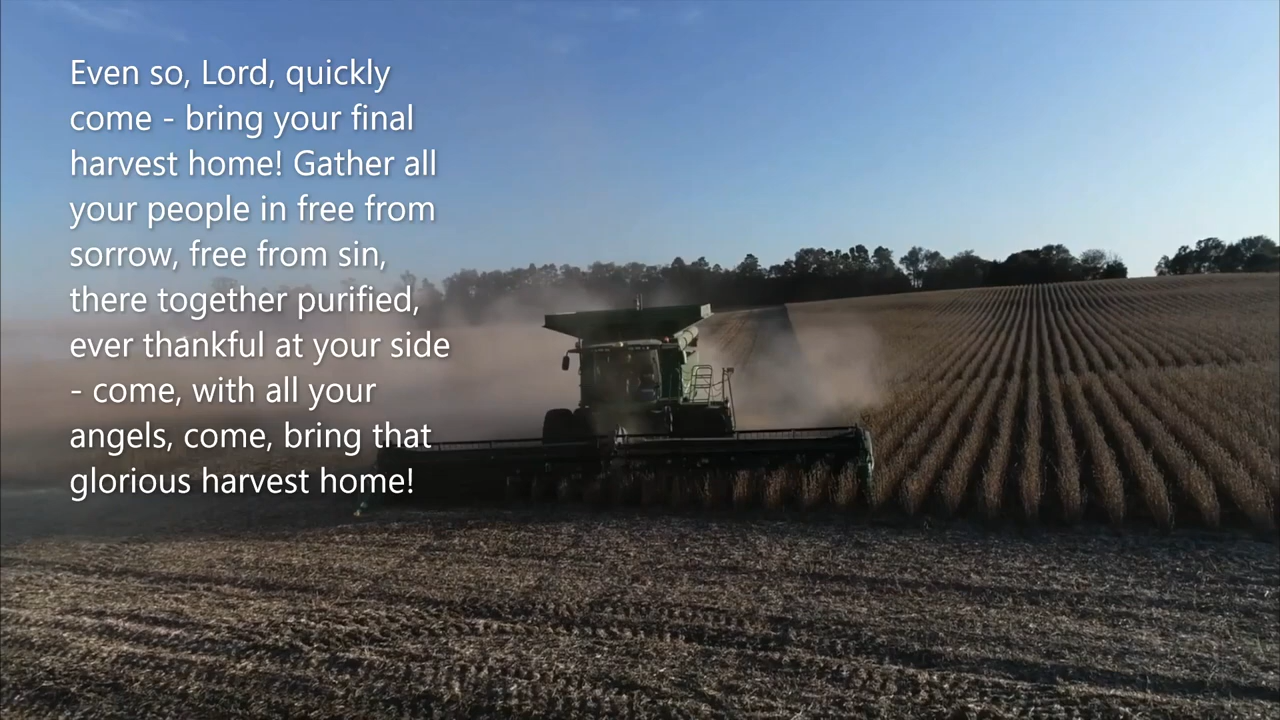 Even so, Lord, quickly
come - bring your final
harvest home! Gather all
your people in free from
sorrow, free from sin,
there together purified,
ever thankful at your side
- come, with all your
angels, come, bring that
glorious harvest home!